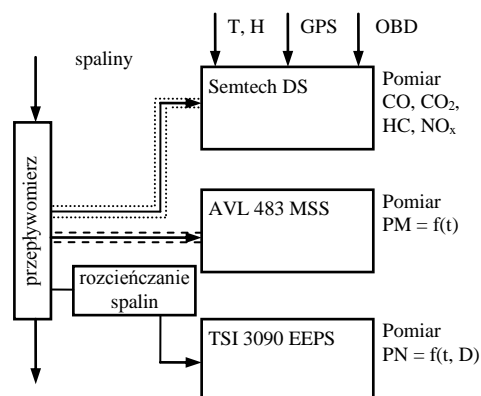 T, H
GPS
OBD
spaliny
Semtech DS
Pomiar
CO, CO₂,
HC, NOₓ
przepływomierz
AVL 483 MSS
Pomiar
PM = f(t)
rozcieńczanie
spalin
TSI 3090 EEPS
Pomiar
PN = f(t, D)